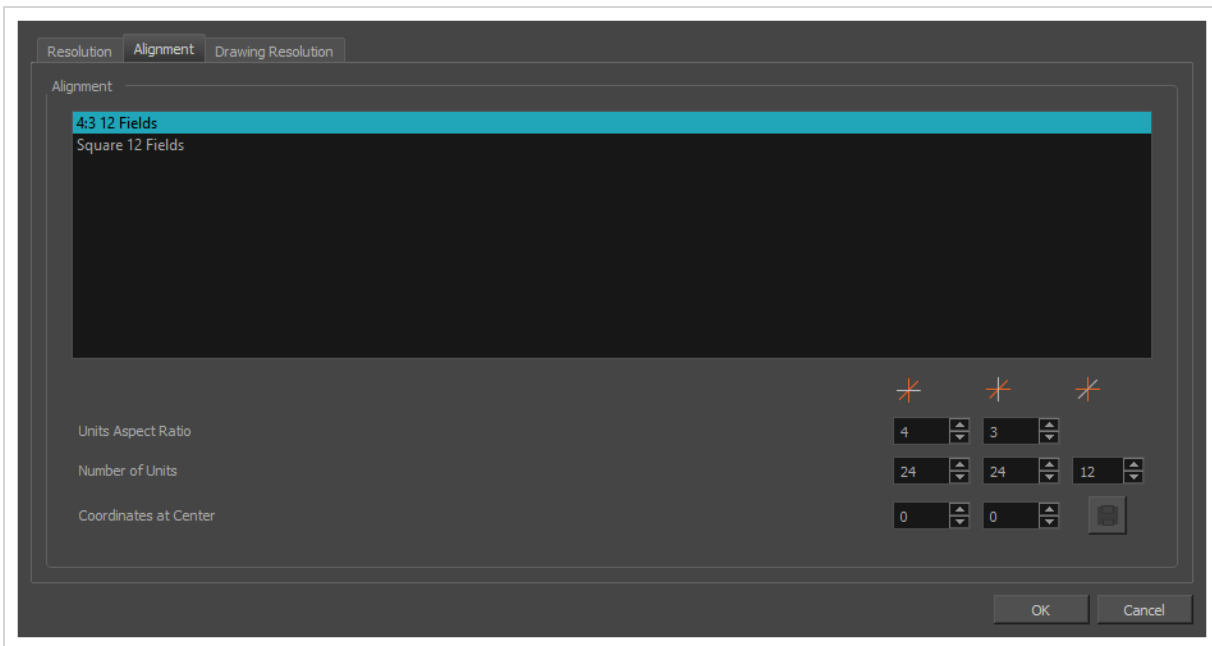 Resolution Alignment Drawing Resolution
Alignment
4:3 12 Fields
Square 12 Fields
Units Aspect Ratio 4 3
Number of Units 24 24 12
Coordinates at Center 0 0
OK Cancel